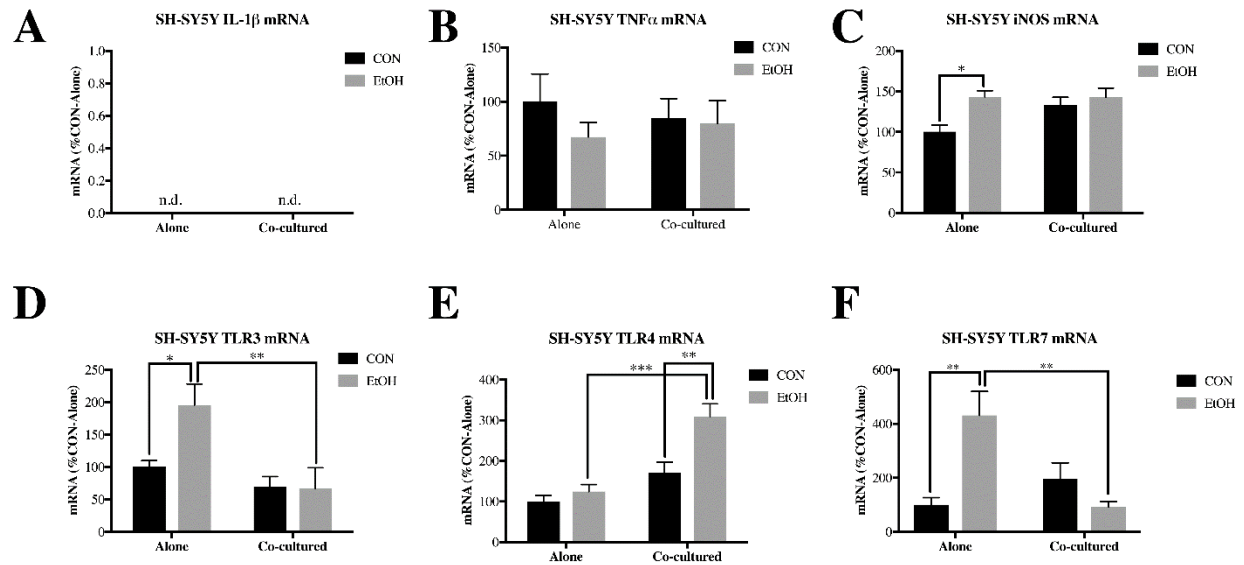 A
SH-SY5Y IL-1β mRNA
mRNA (%CON-Alone)
1.0
0.8
0.6
0.4
0.2
0.0
n.d.
n.d.
Alone
Co-cultured
CON
EtOH
B
SH-SY5Y TNFα mRNA
mRNA (%CON-Alone)
150
100
50
0
Alone
Co-cultured
CON
EtOH
C
SH-SY5Y iNOS mRNA
mRNA (%CON-Alone)
200
150
100
50
0
*
Alone
Co-cultured
CON
EtOH
D
SH-SY5Y TLR3 mRNA
mRNA (%CON-Alone)
250
200
150
100
50
0
*
**
Alone
Co-cultured
CON
EtOH
E
SH-SY5Y TLR4 mRNA
mRNA (%CON-Alone)
400
300
200
100
0
***
**
Alone
Co-cultured
CON
EtOH
F
SH-SY5Y TLR7 mRNA
mRNA (%CON-Alone)
600
400
200
0
**
**
Alone
Co-cultured
CON
EtOH